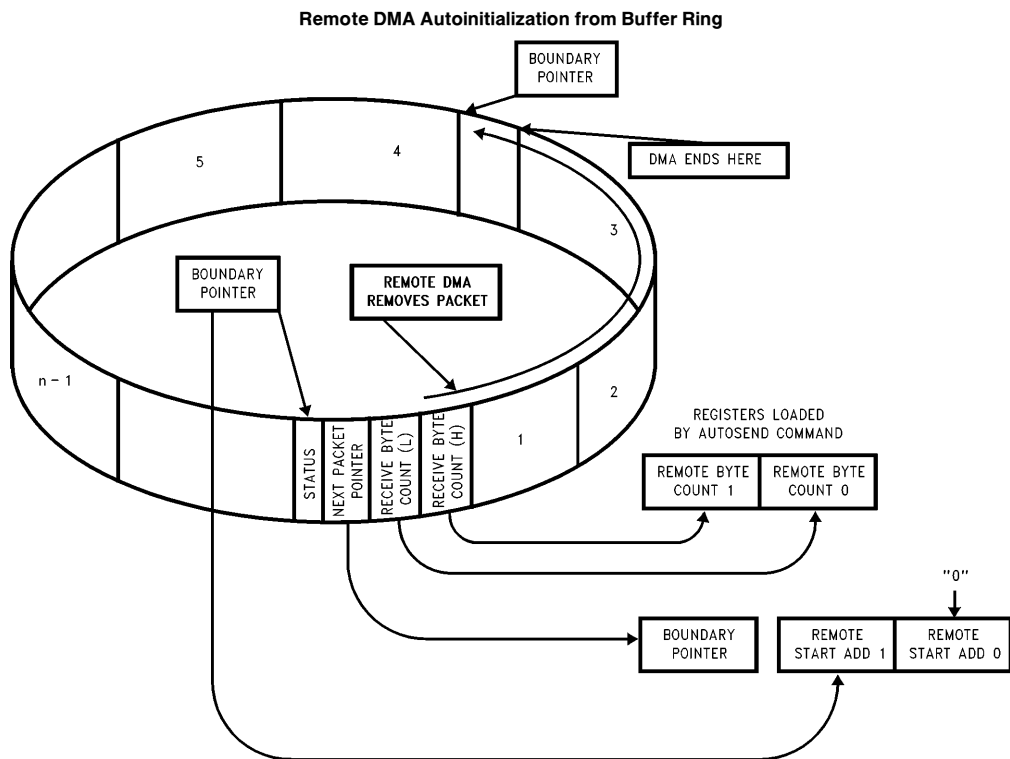 Remote DMA Autoinitialization from Buffer Ring
BOUNDARY
POINTER
5
4
DMA ENDS HERE
3
BOUNDARY
POINTER
REMOTE DMA
REMOVES PACKET
n – 1
2
1
STATUS
NEXT PACKET
POINTER
RECEIVE BYTE
COUNT (L)
RECEIVE BYTE
COUNT (H)
REGISTERS LOADED
BY AUTOSEND COMMAND
REMOTE BYTE
COUNT 1
REMOTE BYTE
COUNT 0
"0"
BOUNDARY
POINTER
REMOTE
START ADD 1
REMOTE
START ADD 0